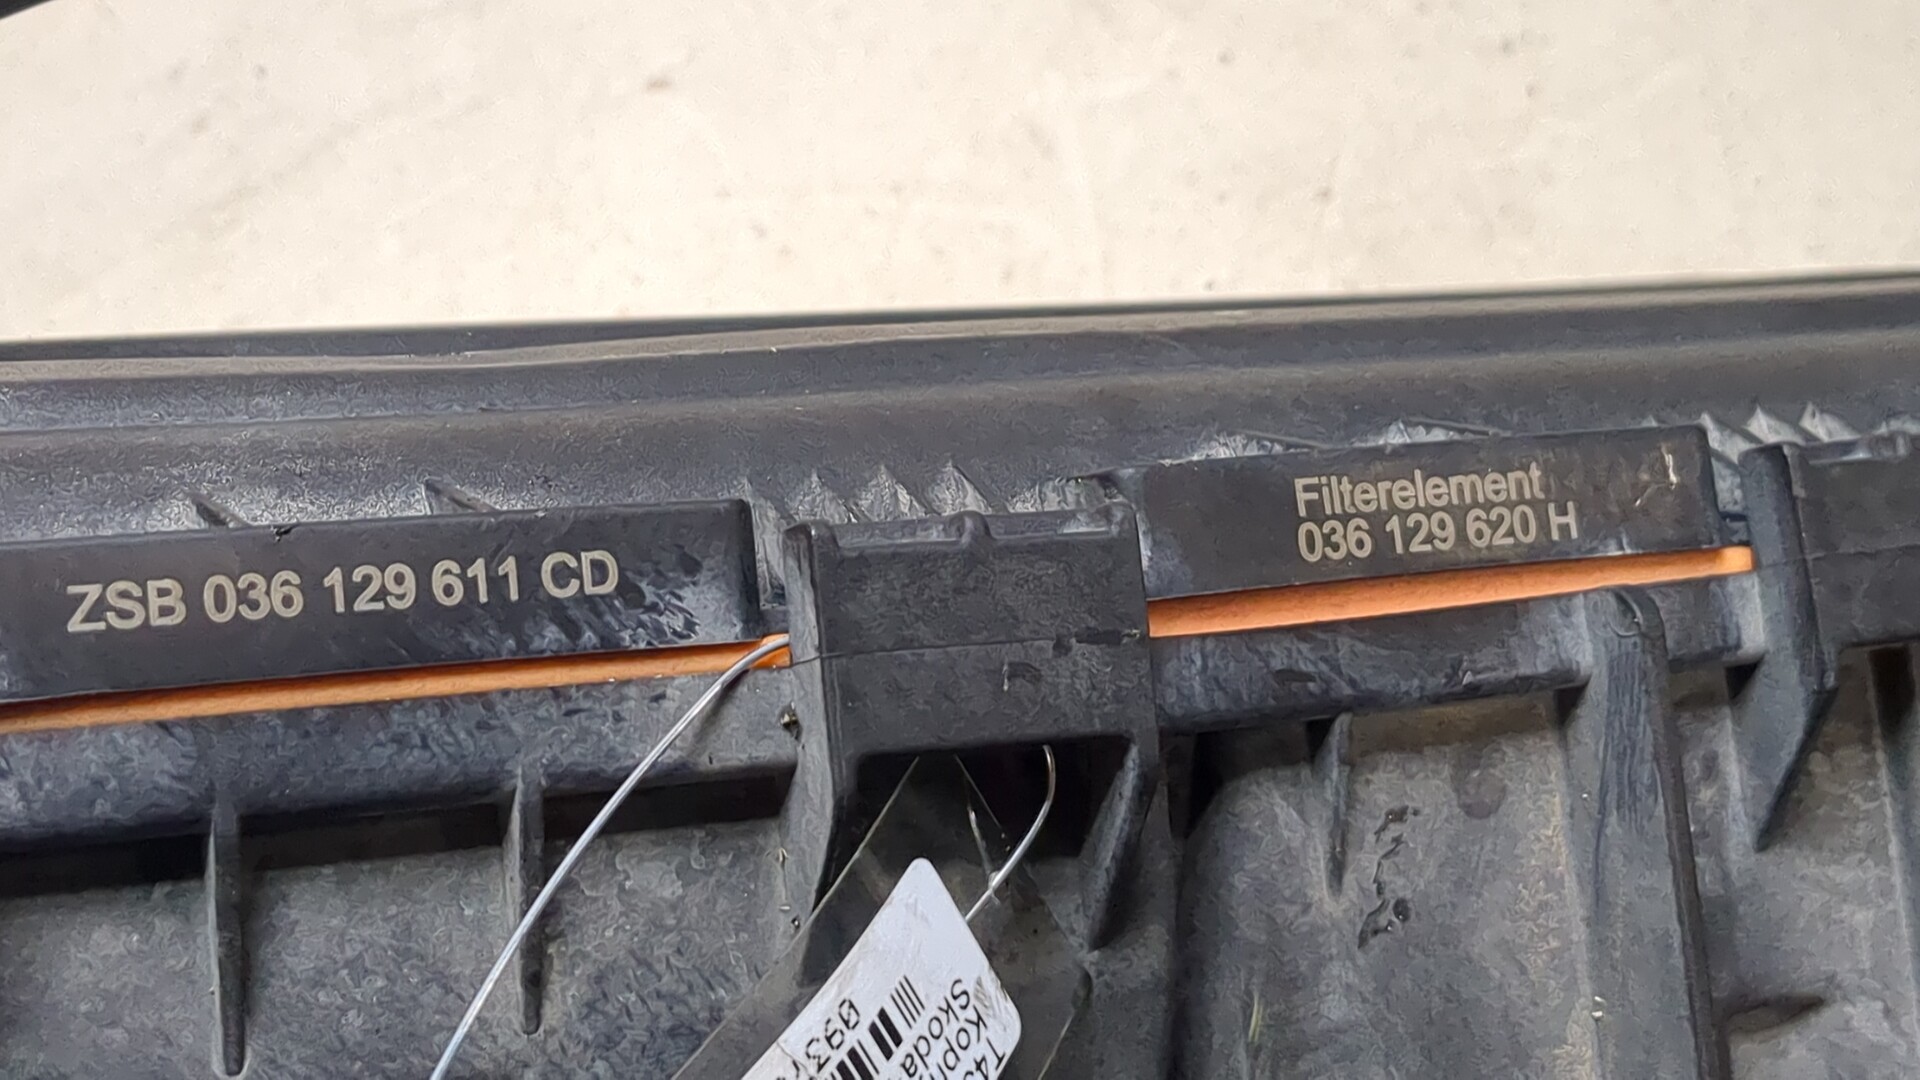 ZSB 036 129 611 CD
Filterelement
036 129 620 H
Skoda